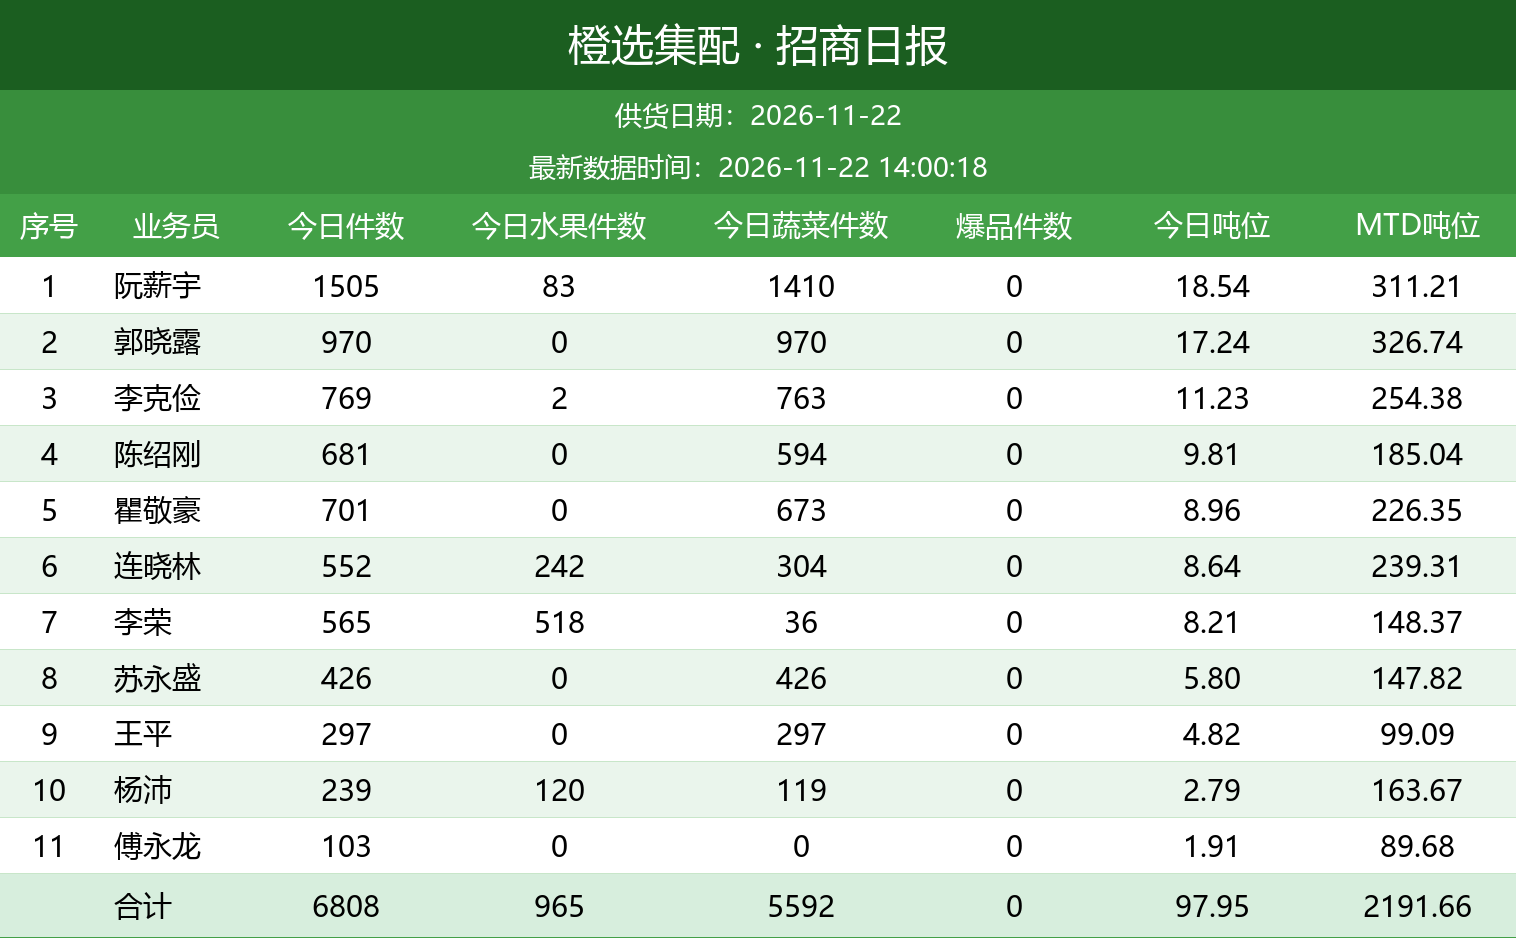 橙选集配 · 招商日报
供货日期：2026-11-22
最新数据时间：2026-11-22 14:00:18
序号 业务员 今日件数 今日水果件数 今日蔬菜件数 爆品件数 今日吨位 MTD吨位
1 阮薪宇 1505 83 1410 0 18.54 311.21
2 郭晓露 970 0 970 0 17.24 326.74
3 李克俭 769 2 763 0 11.23 254.38
4 陈绍刚 681 0 594 0 9.81 185.04
5 瞿敬豪 701 0 673 0 8.96 226.35
6 连晓林 552 242 304 0 8.64 239.31
7 李荣 565 518 36 0 8.21 148.37
8 苏永盛 426 0 426 0 5.80 147.82
9 王平 297 0 297 0 4.82 99.09
10 杨沛 239 120 119 0 2.79 163.67
11 傅永龙 103 0 0 0 1.91 89.68
合计 6808 965 5592 0 97.95 2191.66